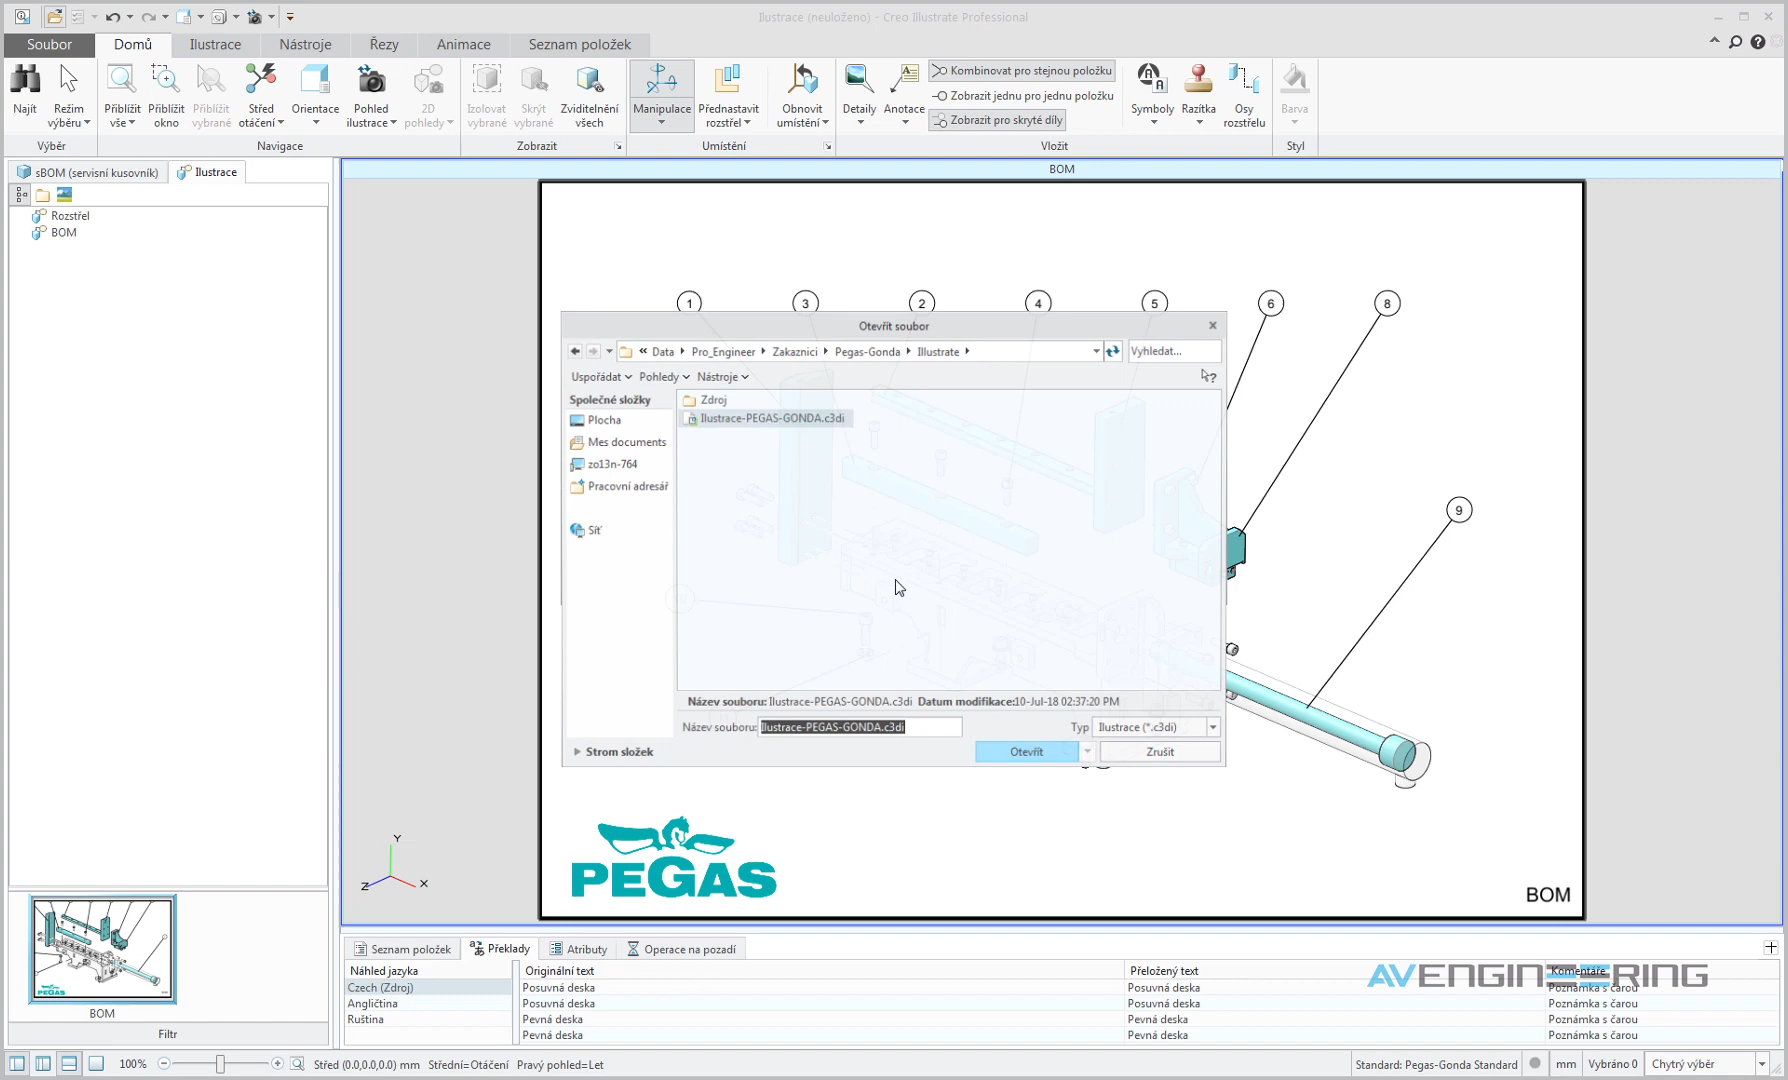 Ilustrace (neuloženo) - Creo Illustrate Professional
Soubor Domů Ilustrace Nástroje Řezy Animace Seznam položek
Najít Režim výběru Přiblížit vše Přiblížit okno Přiblížit vybrané Střed otáčení Orientace Pohled ilustrace 2D pohledy Izolovat vybrané Skrýt vybrané Zviditelnění všech Manipulace Přednastavit rozstřel Obnovit umístění Detaily Anotace
Kombinovat pro stejnou položku
Zobrazit jednu pro jednu položku
Zobrazit pro skryté díly
Symboly Razítka Osy rozstřelu Barva
Výběr Navigace Zobrazit Umístění Vložit Styl
sBOM (servisní kusovník) Ilustrace
BOM
Rozstřel
BOM
1 3 2 4 5 6 8
Otevřít soubor
« Data Pro_Engineer Zakaznici Pegas-Gonda Illustrate Vyhledat...
Uspořádat Pohledy Nástroje
Společné složky
Zdroj
Plocha
Ilustrace-PEGAS-GONDA.c3di
Mes documents
zo13n-764
Pracovní adresář
Síť
9
Název souboru: Ilustrace-PEGAS-GONDA.c3di Datum modifikace:10-Jul-18 02:37:20 PM
Název souboru: Ilustrace-PEGAS-GONDA.c3di Typ Ilustrace (*.c3di)
Strom složek Otevřít Zrušit
Y
Z X
PEGAS
BOM
PEGAS
BOM
Filtr
Seznam položek Překlady Atributy Operace na pozadí
Náhled jazyka Originální text Přeložený text Komentáře
AVENGINEERING
Czech (Zdroj) Posuvná deska Posuvná deska Poznámka s čarou
Angličtina Posuvná deska Posuvná deska Poznámka s čarou
Ruština Pevná deska Pevná deska Poznámka s čarou
Pevná deska Pevná deska Poznámka s čarou
100% Střed (0.0,0.0,0.0) mm Střední=Otáčení Pravý pohled=Let Standard: Pegas-Gonda Standard mm Vybráno 0 Chytrý výběr